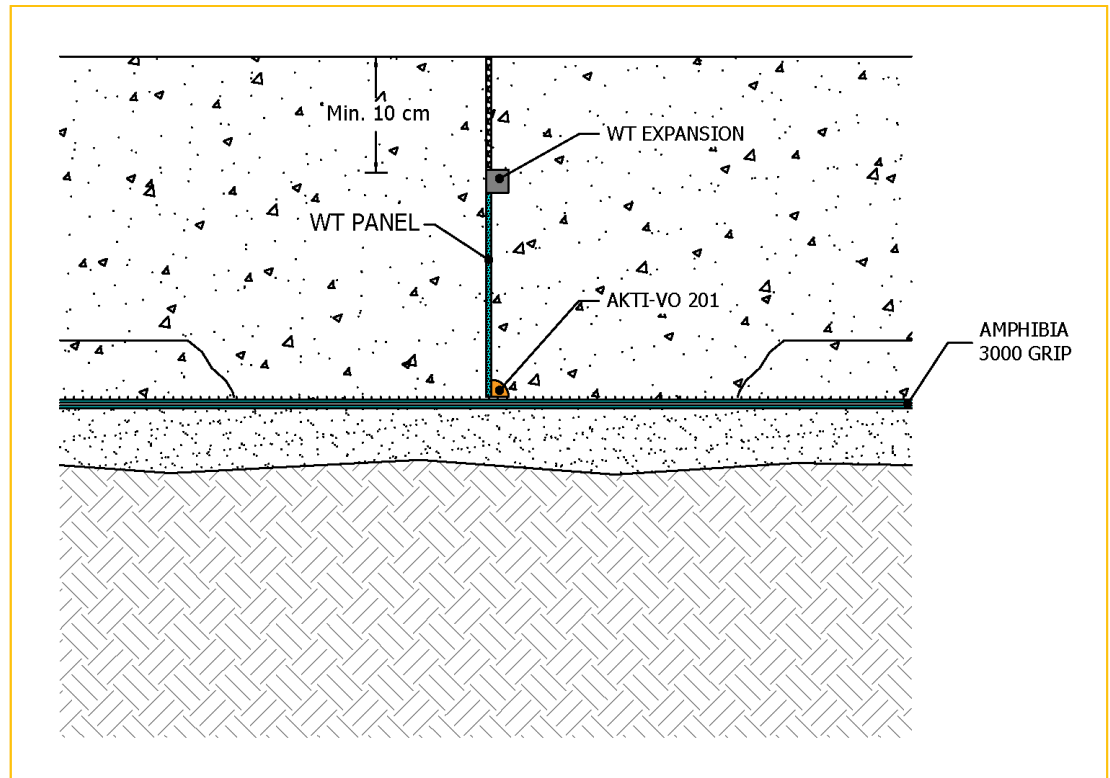 Min. 10 cm
WT EXPANSION
WT PANEL
AKTI-VO 201
AMPHIBIA
3000 GRIP